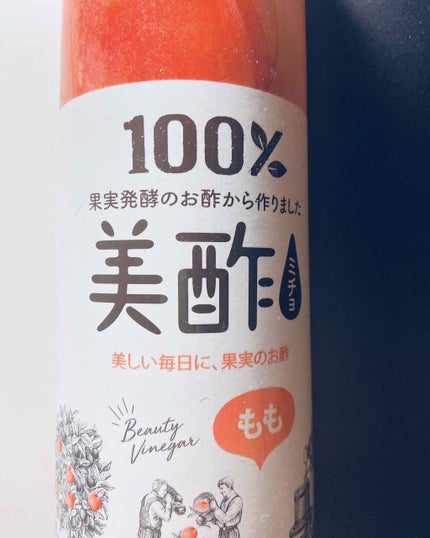 100%
果実発酵のお酢から作りました
美酢
ミチョ
美しい毎日に、果実のお酢
Beauty
Vinegar
もも